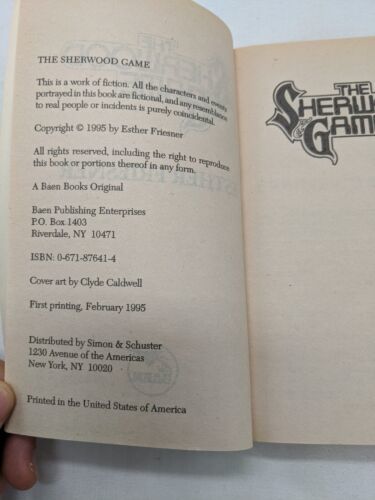 THE SHERWOOD GAME
This is a work of fiction. All the characters and events
portrayed in this book are fictional, and any resemblance
to real people or incidents is purely coincidental.
Copyright © 1995 by Esther Friesner
All rights reserved, including the right to reproduce
this book or portions thereof in any form.
A Baen Books Original
Baen Publishing Enterprises
P.O. Box 1403
Riverdale, NY 10471
ISBN: 0-671-87641-4
Cover art by Clyde Caldwell
First printing, February 1995
Distributed by Simon & Schuster
1230 Avenue of the Americas
New York, NY 10020
Printed in the United States of America
THE
SHERWO
GAM